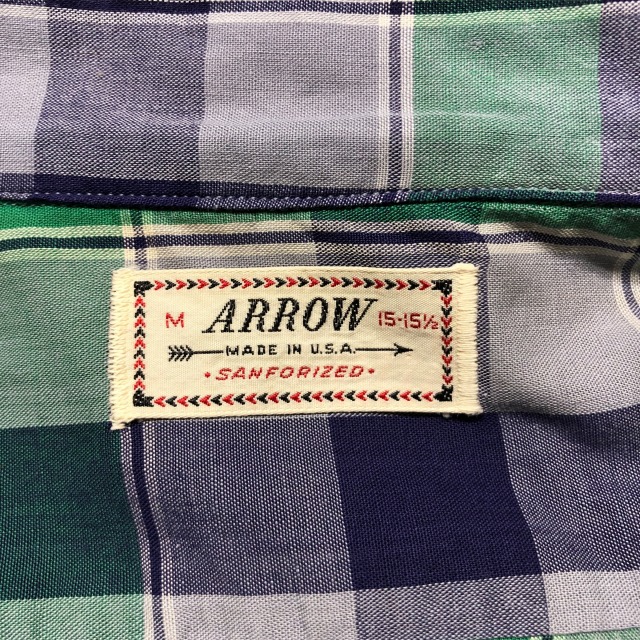 M ARROW 15-15½
MADE IN U.S.A.
• SANFORIZED •